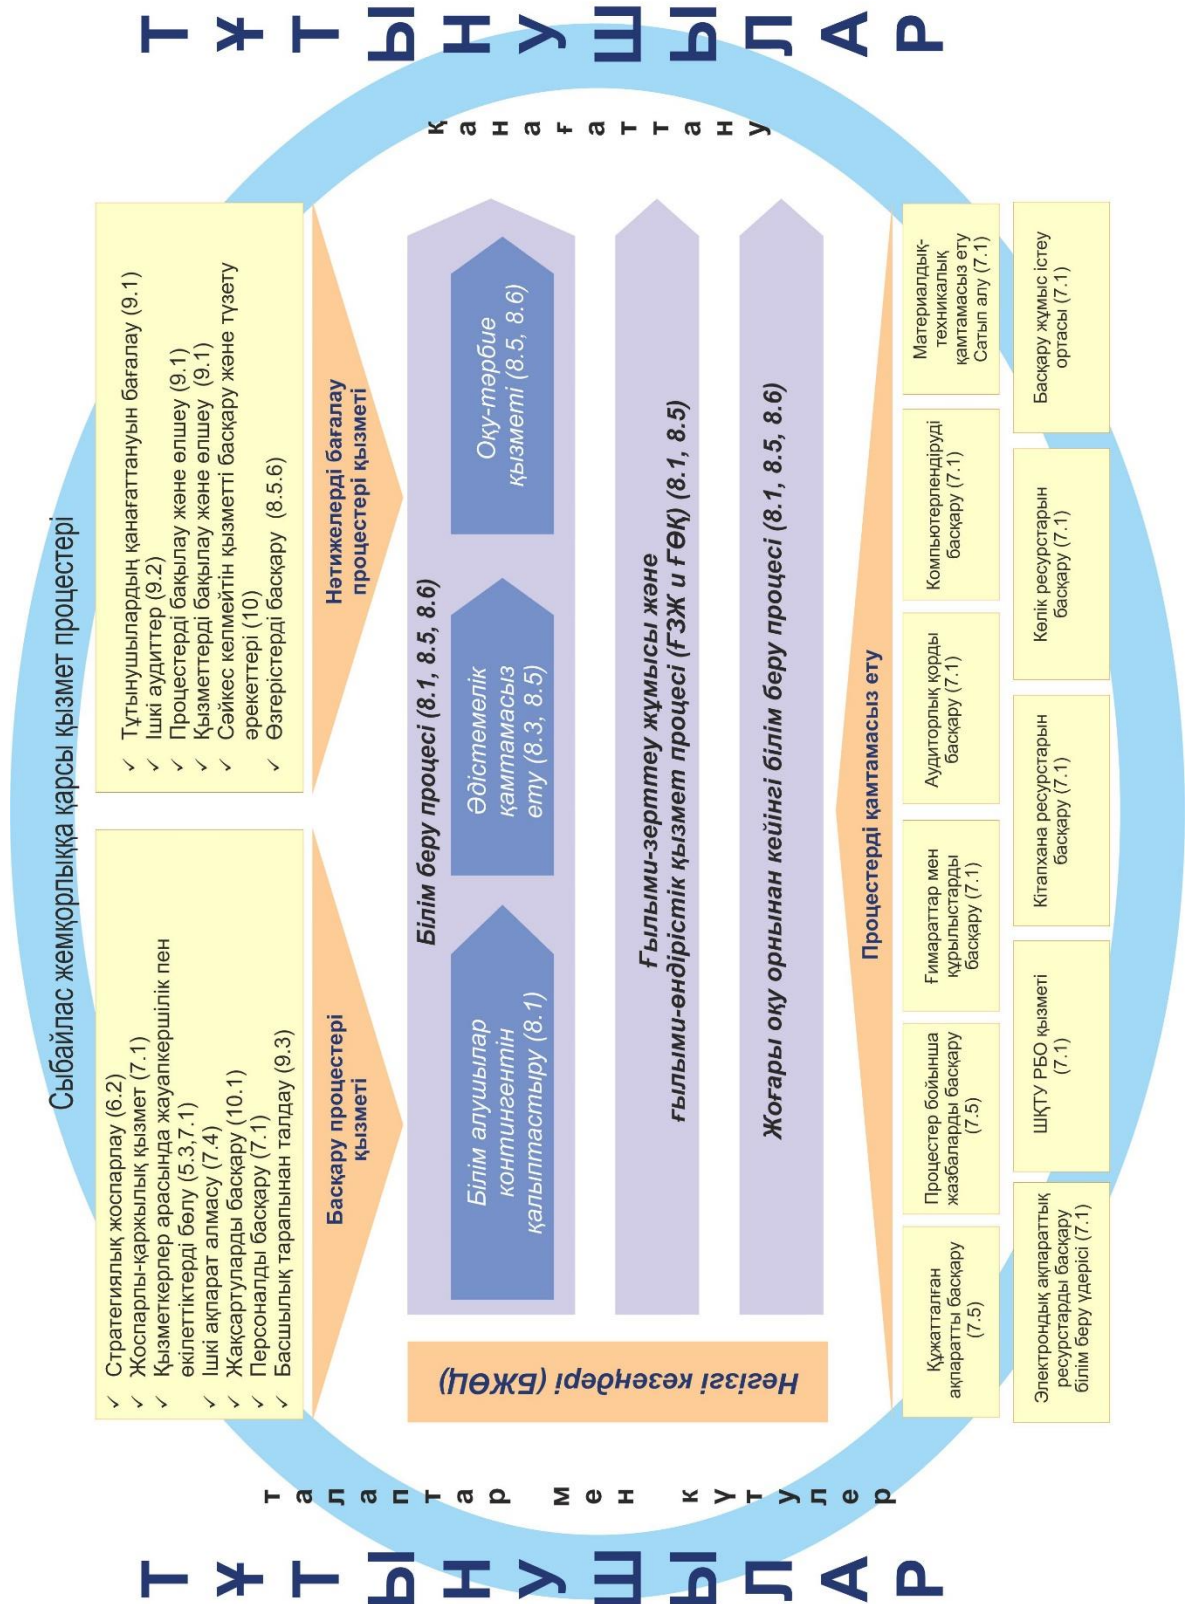 Сыбайлас жемқорлыққа қарсы қызмет процестері
ТҰТЫНУШЫЛАР
талаптар мен күтулер
✓ Стратегиялық жоспарлау (6.2)
✓ Жоспарлы-қаржылық қызмет (7.1)
✓ Қызметкерлер арасында жауапкершілік пен
өкілеттіктерді бөлу (5.3,7.1)
✓ Ішкі ақпарат алмасу (7.4)
✓ Жақсартуларды басқару (10.1)
✓ Персоналды басқару (7.1)
✓ Басшылық тарапынан талдау (9.3)
✓ Тұтынушылардың қанағаттануын бағалау (9.1)
✓ Ішкі аудиттер (9.2)
✓ Процестерді бақылау және өлшеу (9.1)
✓ Қызметтерді бақылау және өлшеу (9.1)
✓ Сәйкес келмейтін қызметті басқару және түзету
әрекеттері (10)
✓ Өзгерістерді басқару (8.5.6)
Басқару процестері
қызметі
Нәтижелерді бағалау
процестері қызметі
Негізгі кезеңдері (БЖӨЦ)
Білім беру процесі (8.1, 8.5, 8.6)
Білім алушылар
контингентін
қалыптастыру (8.1)
Әдістемелік
қамтамасыз
ету (8.3, 8.5)
Оқу-тәрбие
қызметі (8.5, 8.6)
Ғылыми-зерттеу жұмысы және
ғылыми-өндірістік қызмет процесі (ҒЗЖ и ҒӨҚ) (8.1, 8.5)
Жоғары оқу орнынан кейінгі білім беру процесі (8.1, 8.5, 8.6)
Процестерді қамтамасыз ету
Құжатталған
ақпаратты басқару
(7.5)
Процестер бойынша
жазбаларды басқару
(7.5)
Ғимараттар мен
құрылыстарды
басқару (7.1)
Аудиторлық қорды
басқару (7.1)
Компьютерлендіруді
басқару (7.1)
Материалдық-
техникалық
қамтамасыз ету
Сатып алу (7.1)
Электрондық ақпараттық
ресурстарды басқару
білім беру үдерісі (7.1)
ШҚТУ РБО қызметі
(7.1)
Кітапхана ресурстарын
басқару (7.1)
Көлік ресурстарын
басқару (7.1)
Басқару жұмыс істеу
ортасы (7.1)
қанағаттану
ТҰТЫНУШЫЛАР